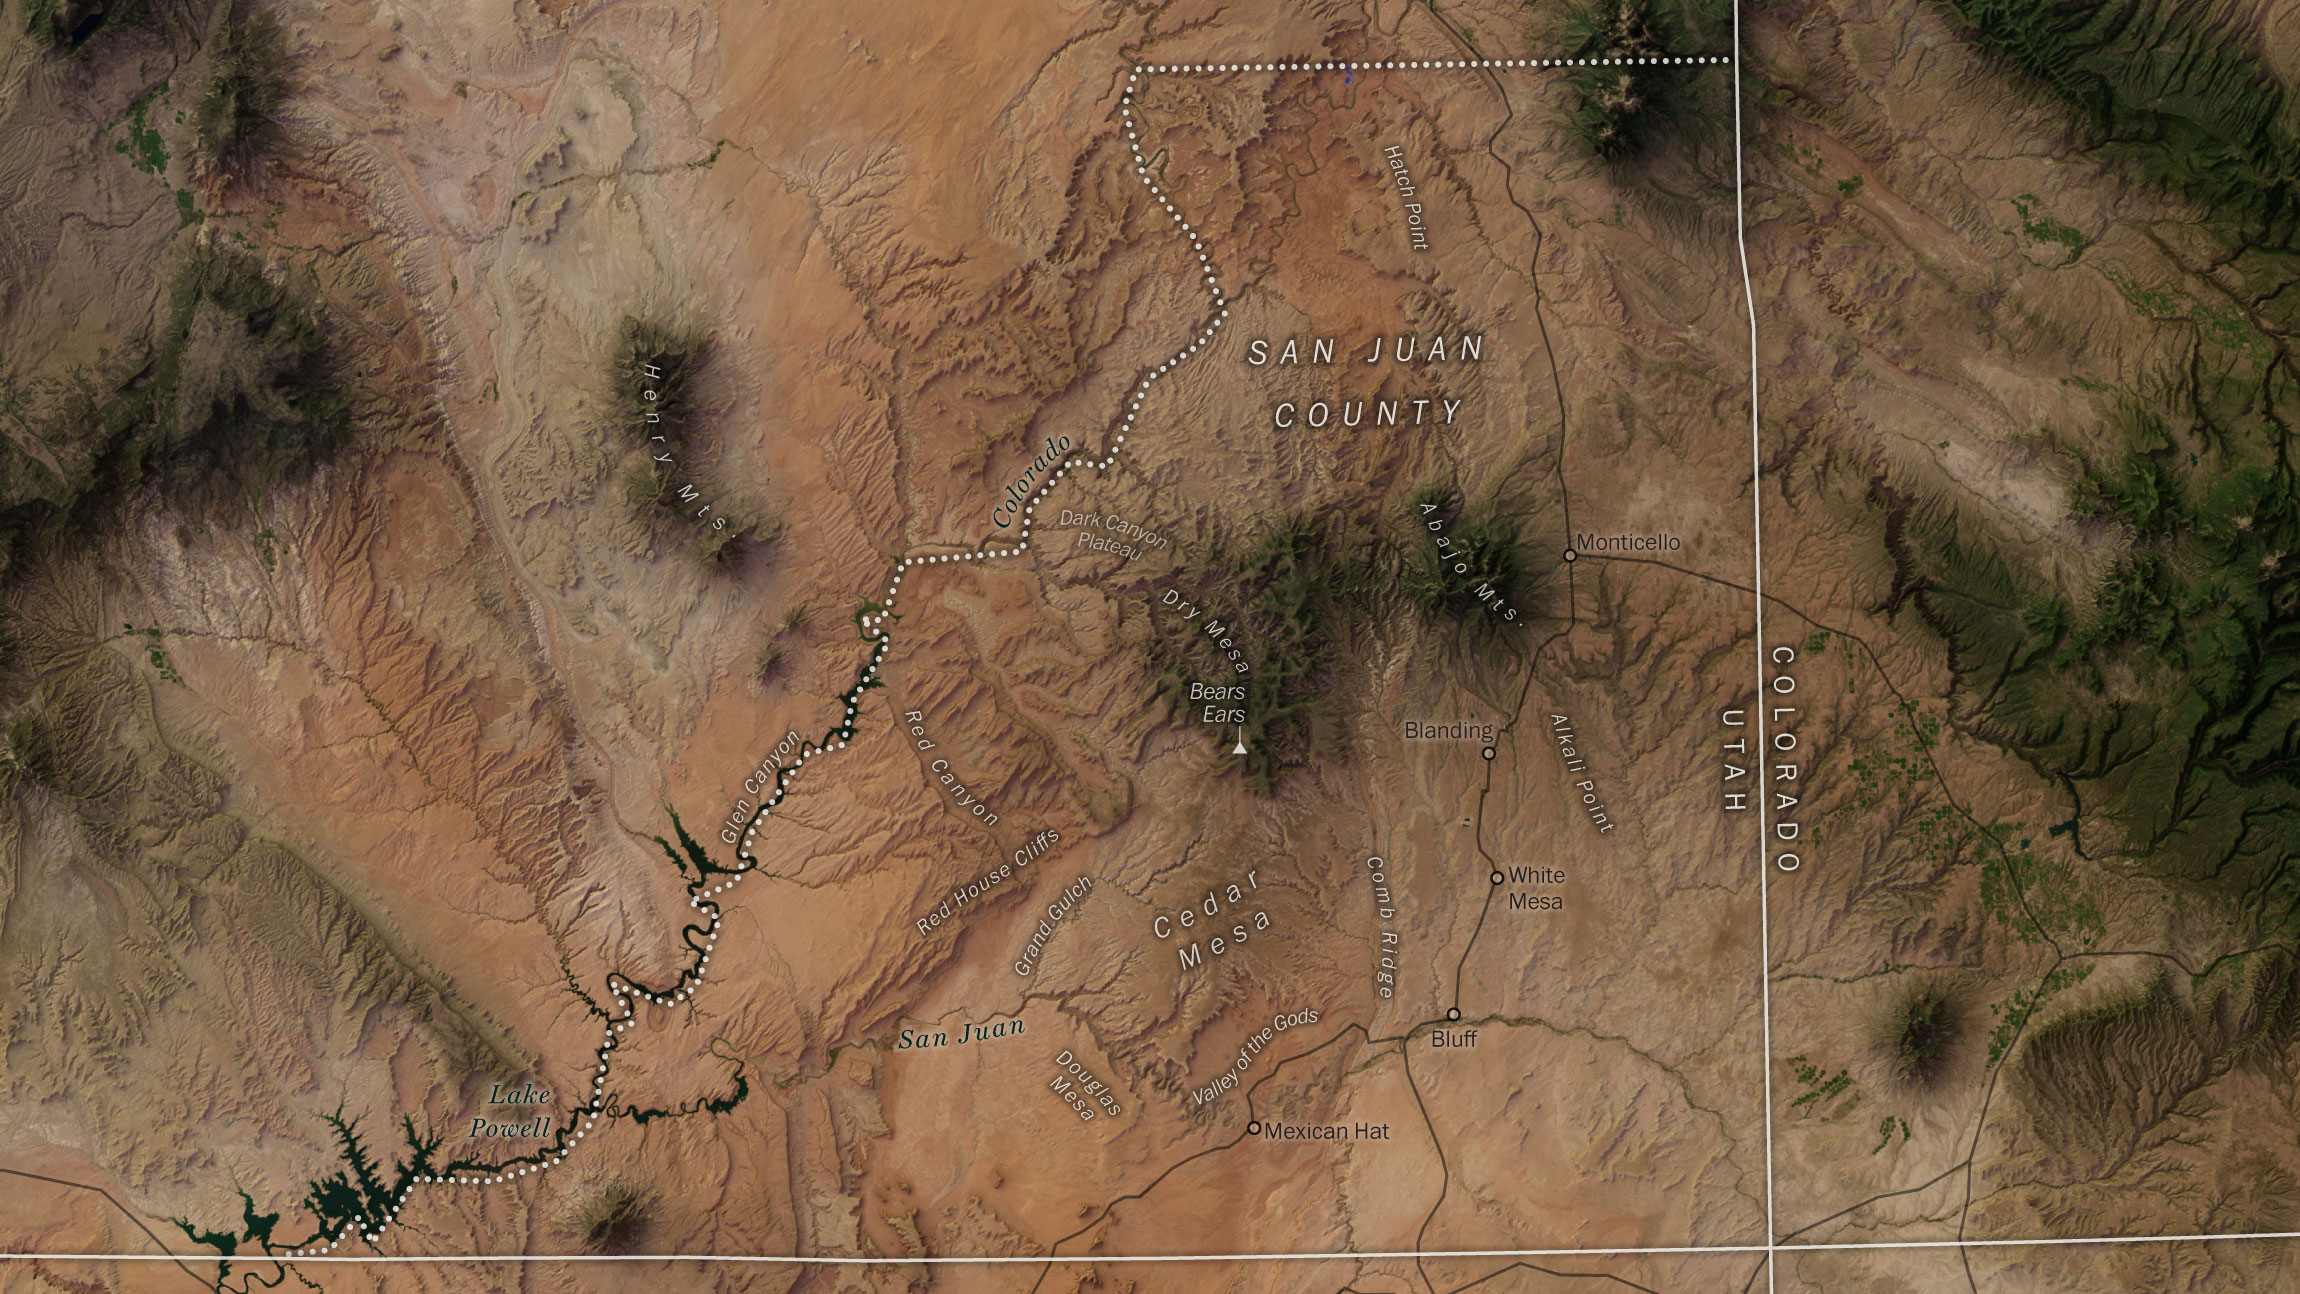 Hatch Point
SAN JUAN
COUNTY
Henry Mts.
Colorado
Dark Canyon
Plateau
Abajo Mts.
Monticello
Dry Mesa
Bears
Ears
Blanding
Alkali Point
COLORADO
UTAH
Red Canyon
Glen Canyon
Red House Cliffs
Grand Gulch
Cedar
Mesa
Comb Ridge
White
Mesa
San Juan
Valley of the Gods
Bluff
Douglas
Mesa
Lake
Powell
Mexican Hat